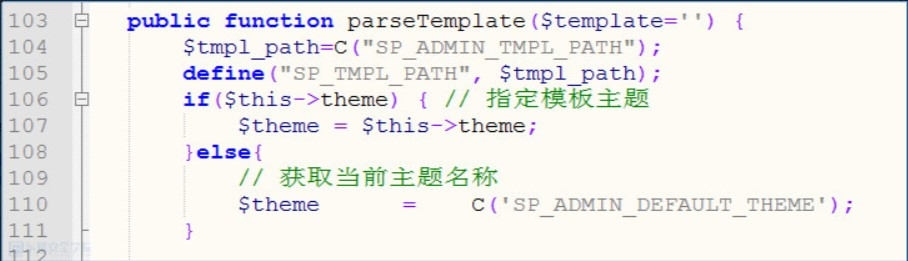 103 public function parseTemplate($template='') {
104 $tmpl_path=C("SP_ADMIN_TMPL_PATH");
105 define("SP_TMPL_PATH", $tmpl_path);
106 if($this->theme) { // 指定模板主题
107 $theme = $this->theme;
108 }else{
109 // 获取当前主题名称
110 $theme = C('SP_ADMIN_DEFAULT_THEME');
111 }
112